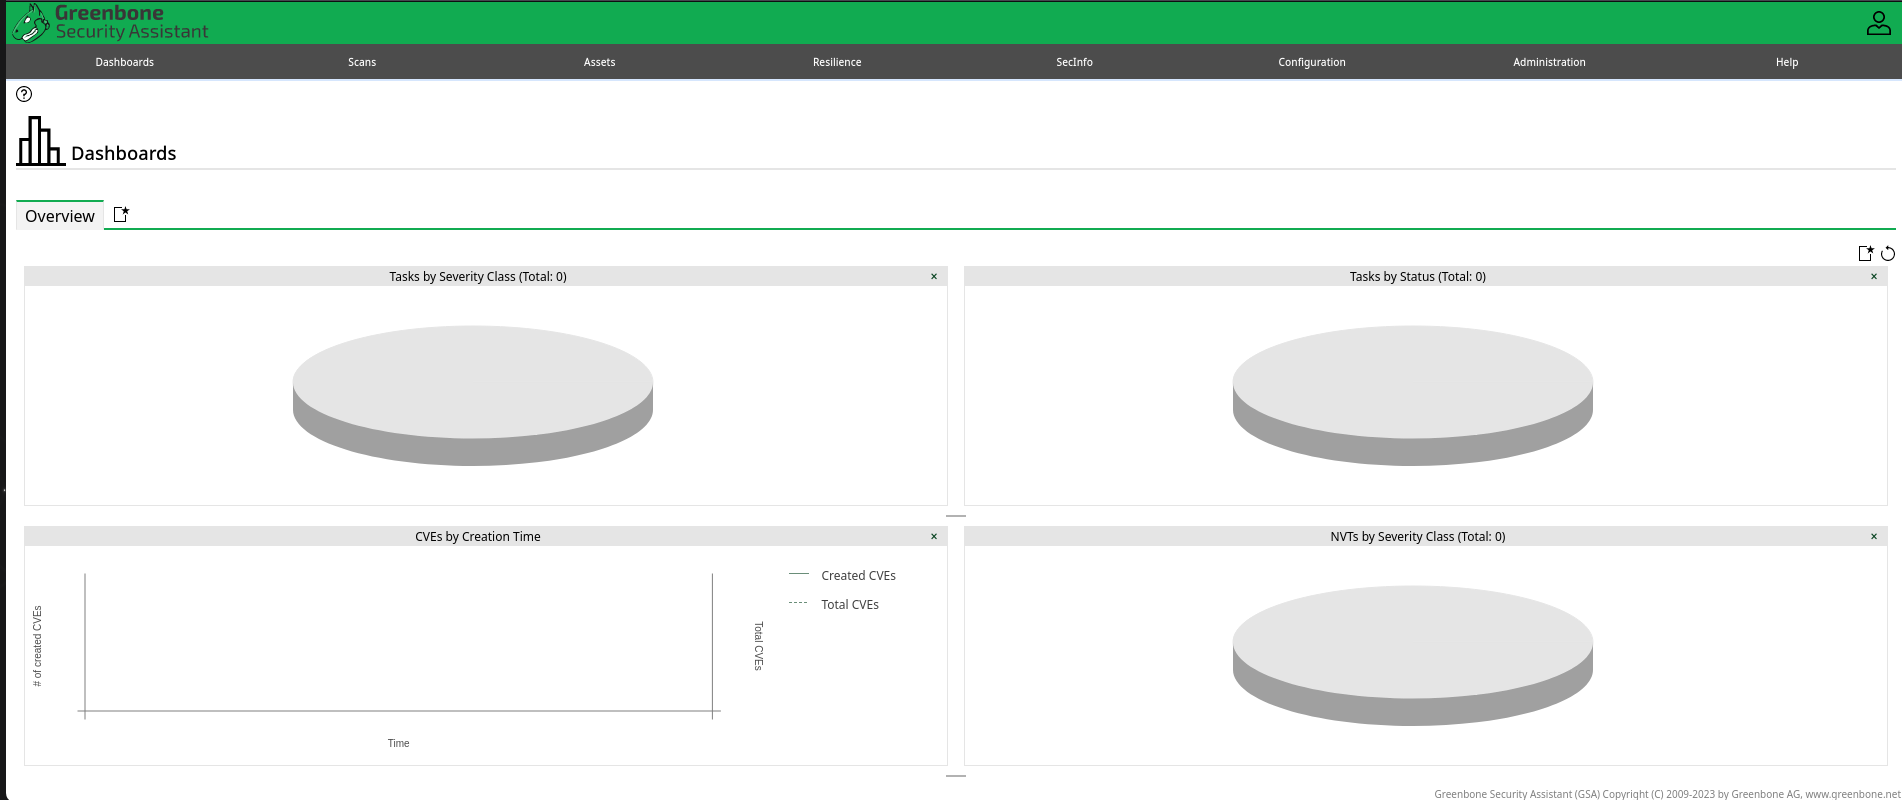 Greenbone
Security Assistant
Dashboards Scans Assets Resilience SecInfo Configuration Administration Help
?
Dashboards
Overview
Tasks by Severity Class (Total: 0) ×
Tasks by Status (Total: 0) ×
CVEs by Creation Time ×
# of created CVEs
Time
Total CVEs
Created CVEs
Total CVEs
NVTs by Severity Class (Total: 0) ×
Greenbone Security Assistant (GSA) Copyright (C) 2009-2023 by Greenbone AG, www.greenbone.net